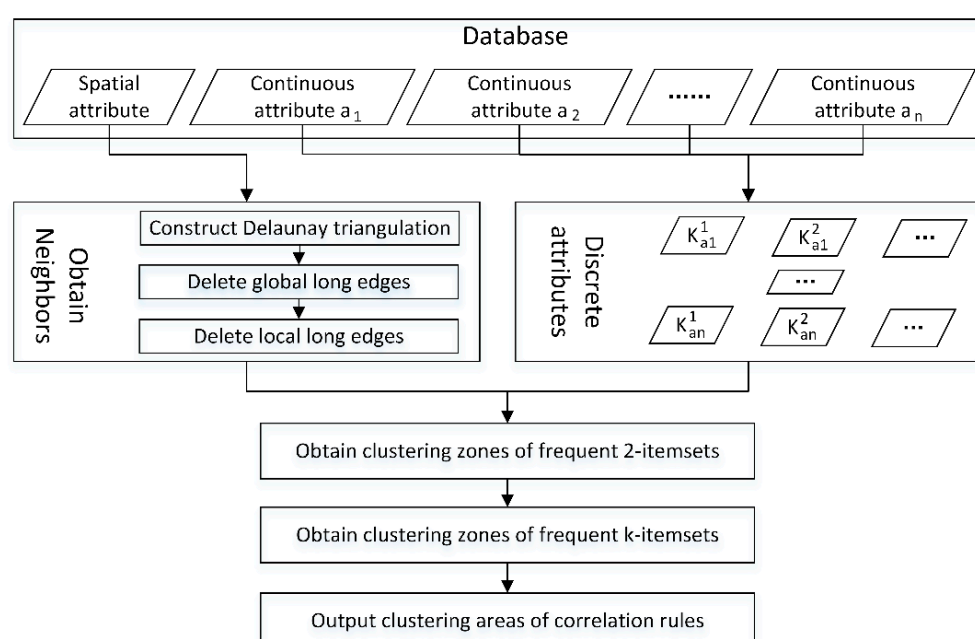 Database
Spatial
attribute
Continuous
attribute a₁
Continuous
attribute a₂
······
Continuous
attribute aₙ
Obtain
Neighbors
Construct Delaunay triangulation
Delete global long edges
Delete local long edges
Discrete
attributes
K¹ₐ₁
K²ₐ₁
...
...
K¹ₐₙ
K²ₐₙ
...
Obtain clustering zones of frequent 2-itemsets
Obtain clustering zones of frequent k-itemsets
Output clustering areas of correlation rules